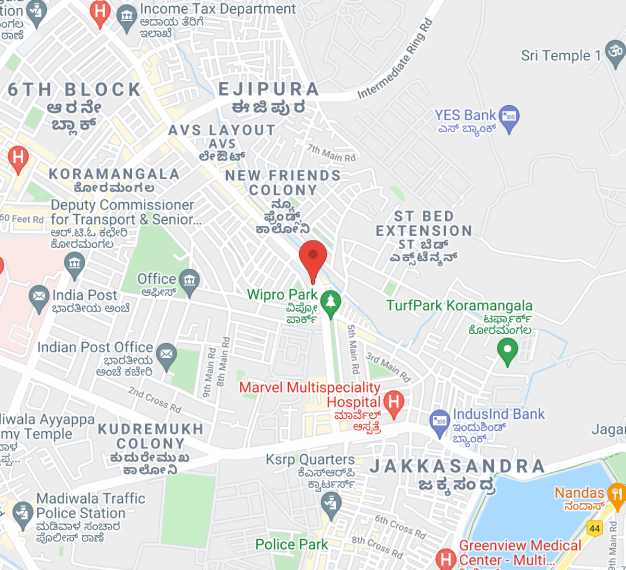 Income Tax Department
ಆದಾಯ ತೆರಿಗೆ
ಇಲಾಖೆ
ಠಾಣೆ
Intermediate Ring Rd
Sri Temple 1
6TH BLOCK
ಆರನೇ
ಬ್ಲಾಕ್
EJIPURA
ಈಜಿಪುರ
YES Bank
ಎಸ್ ಬ್ಯಾಂಕ್
AVS LAYOUT
AVS
ಲೇಔಟ್
7th Main Rd
KORAMANGALA
ಕೋರಮಂಗಲ
NEW FRIENDS
COLONY
ನ್ಯೂ
ಫ್ರೆಂಡ್ಸ್
ಕಾಲೋನಿ
60 Feet Rd
Deputy Commissioner
for Transport & Senior...
ಆರ್.ಟಿ.ಓ ಕಛೇರಿ
ಕೋರಮಂಗಲ
ST BED
EXTENSION
ST ಬೆಡ್
ಎಕ್ಸ್‌ಟೆನ್ಶನ್
Office
ಆಫೀಸ್
India Post
ಭಾರತೀಯ ಅಂಚೆ
Wipro Park
ವಿಪ್ರೋ
ಪಾರ್ಕ್
TurfPark Koramangala
ಟರ್ಫ್ಪಾರ್ಕ್
ಕೋರಮಂಗಲ
5th Main Rd
3rd Main Rd
Indian Post Office
ಭಾರತೀಯ
ಅಂಚೆ ಕಚೇರಿ
9th Main Rd
8th Main Rd
2nd Cross Rd
Marvel Multispeciality
Hospital
ಮಾರ್ವೆಲ್
ಆಸ್ಪತ್ರೆ
IndusInd Bank
ಇಂದುಶಿಂಡ್
ಬ್ಯಾಂಕ್
diwala Ayyappa
my Temple
KUDREMUKH
COLONY
ಕುದುರೇಮುಖ
ಕಾಲೋನಿ
Jagan
Ksrp Quarters
ಕೆಎಸ್ಆರ್‌ಪಿ
ಕ್ವಾರ್ಟರ್ಸ್
JAKKASANDRA
ಜಕ್ಕಸಂದ್ರ
Madiwala Traffic
Police Station
ಮಡಿವಾಳ ಸಂಚಾರ
ಪೊಲೀಸ್ ಠಾಣೆ
Nandas
ನಂದಾಸ್
44
8th Cross Rd
6th Cross Rd
9th Main Rd
Police Park
Greenview Medical
Center - Multi...